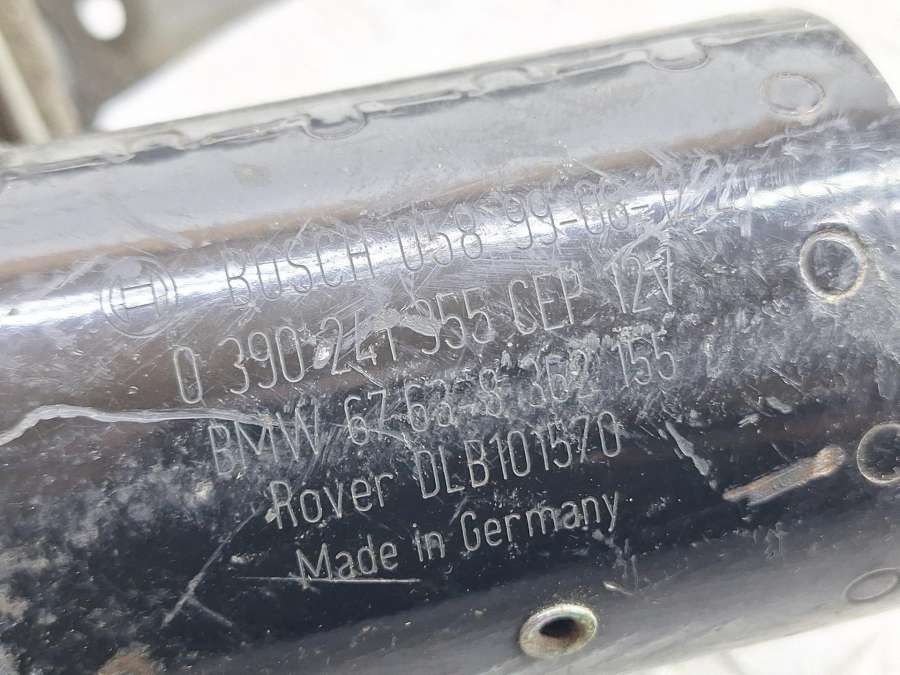 BOSCH 058 99-08-17
0 390 241 355 CEP 12V
BMW 67.63-8 362 155
Rover DLB101570
Made in Germany